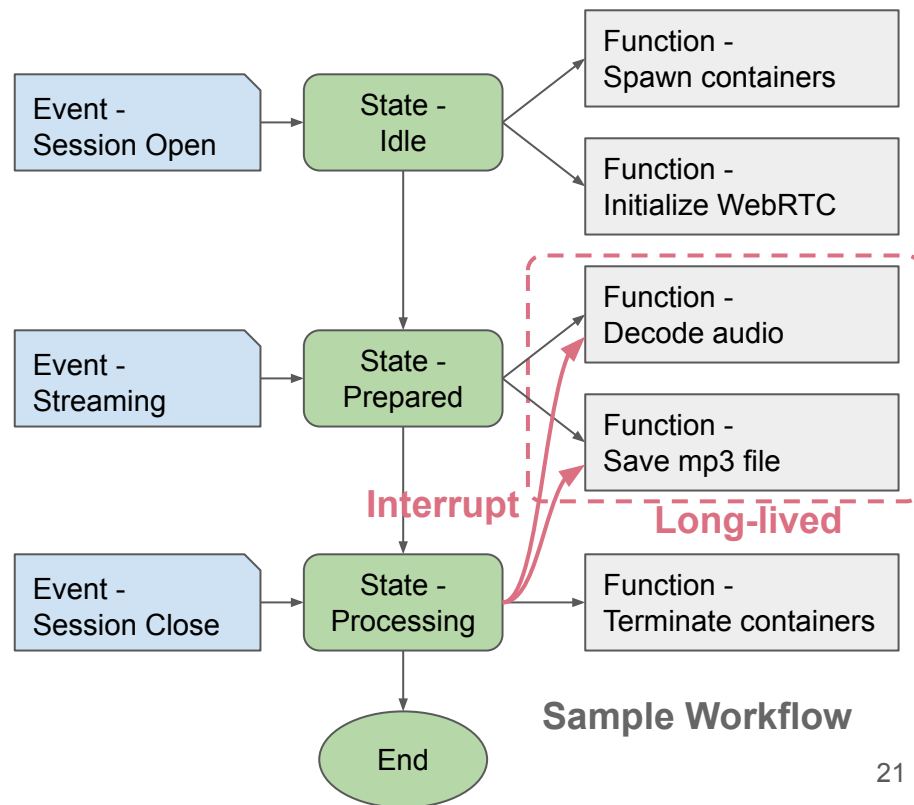 Function -
Spawn containers
Event -
Session Open
State -
Idle
Function -
Initialize WebRTC
Function -
Decode audio
Event -
Streaming
State -
Prepared
Function -
Save mp3 file
Interrupt
Long-lived
Event -
Session Close
State -
Processing
Function -
Terminate containers
Sample Workflow
End
21